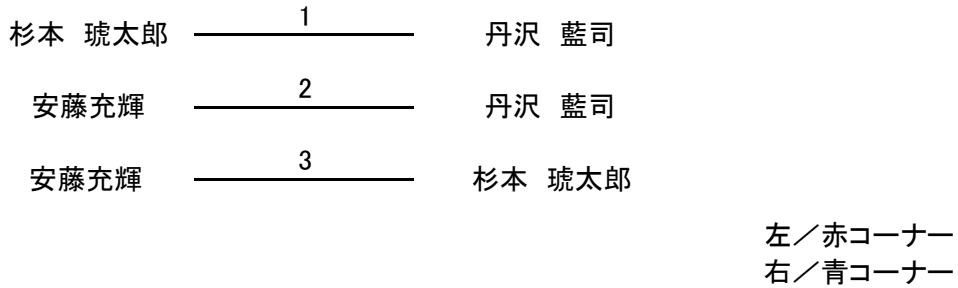 1
杉本　琥太郎 丹沢　藍司
2
安藤充輝 丹沢　藍司
3
安藤充輝 杉本　琥太郎
左／赤コーナー
右／青コーナー